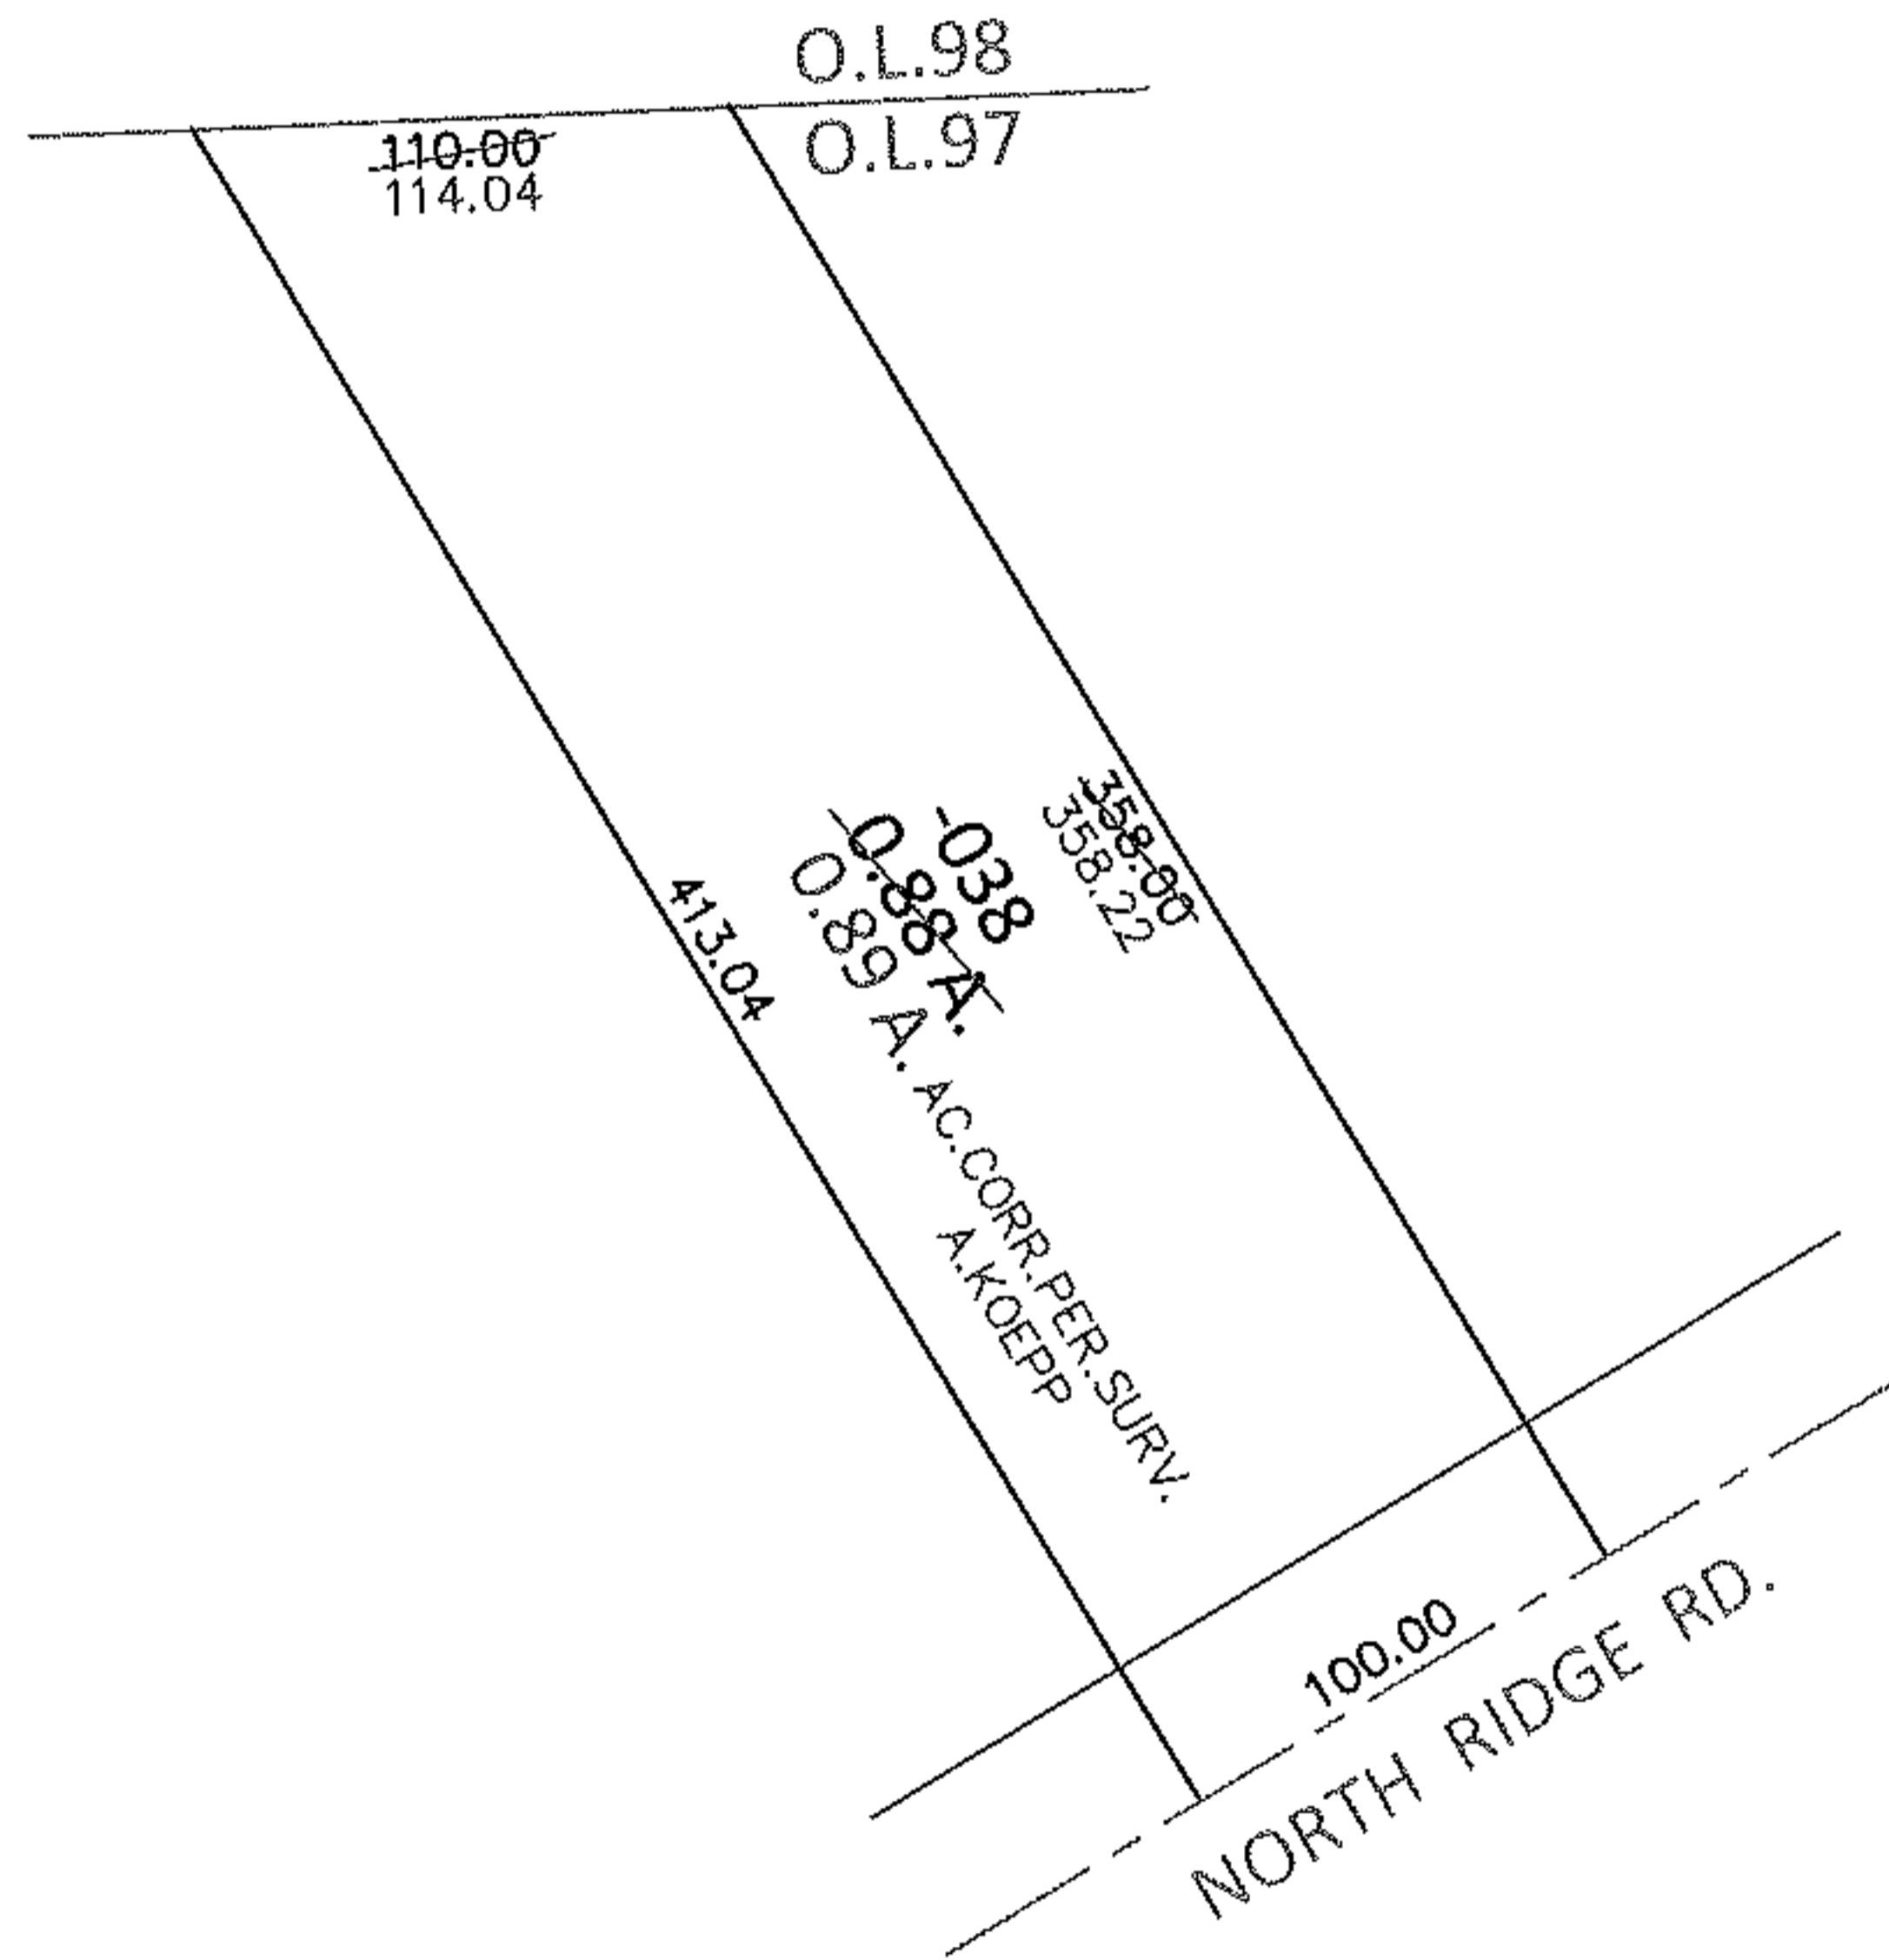 O.L.98
O.L.97
110.00
114.04
358.80
358.22
-038
0.88 A.
0.89 A. AC.CORR.PER.SURV.
A.KOEPP
413.04
100.00
NORTH RIDGE RD.